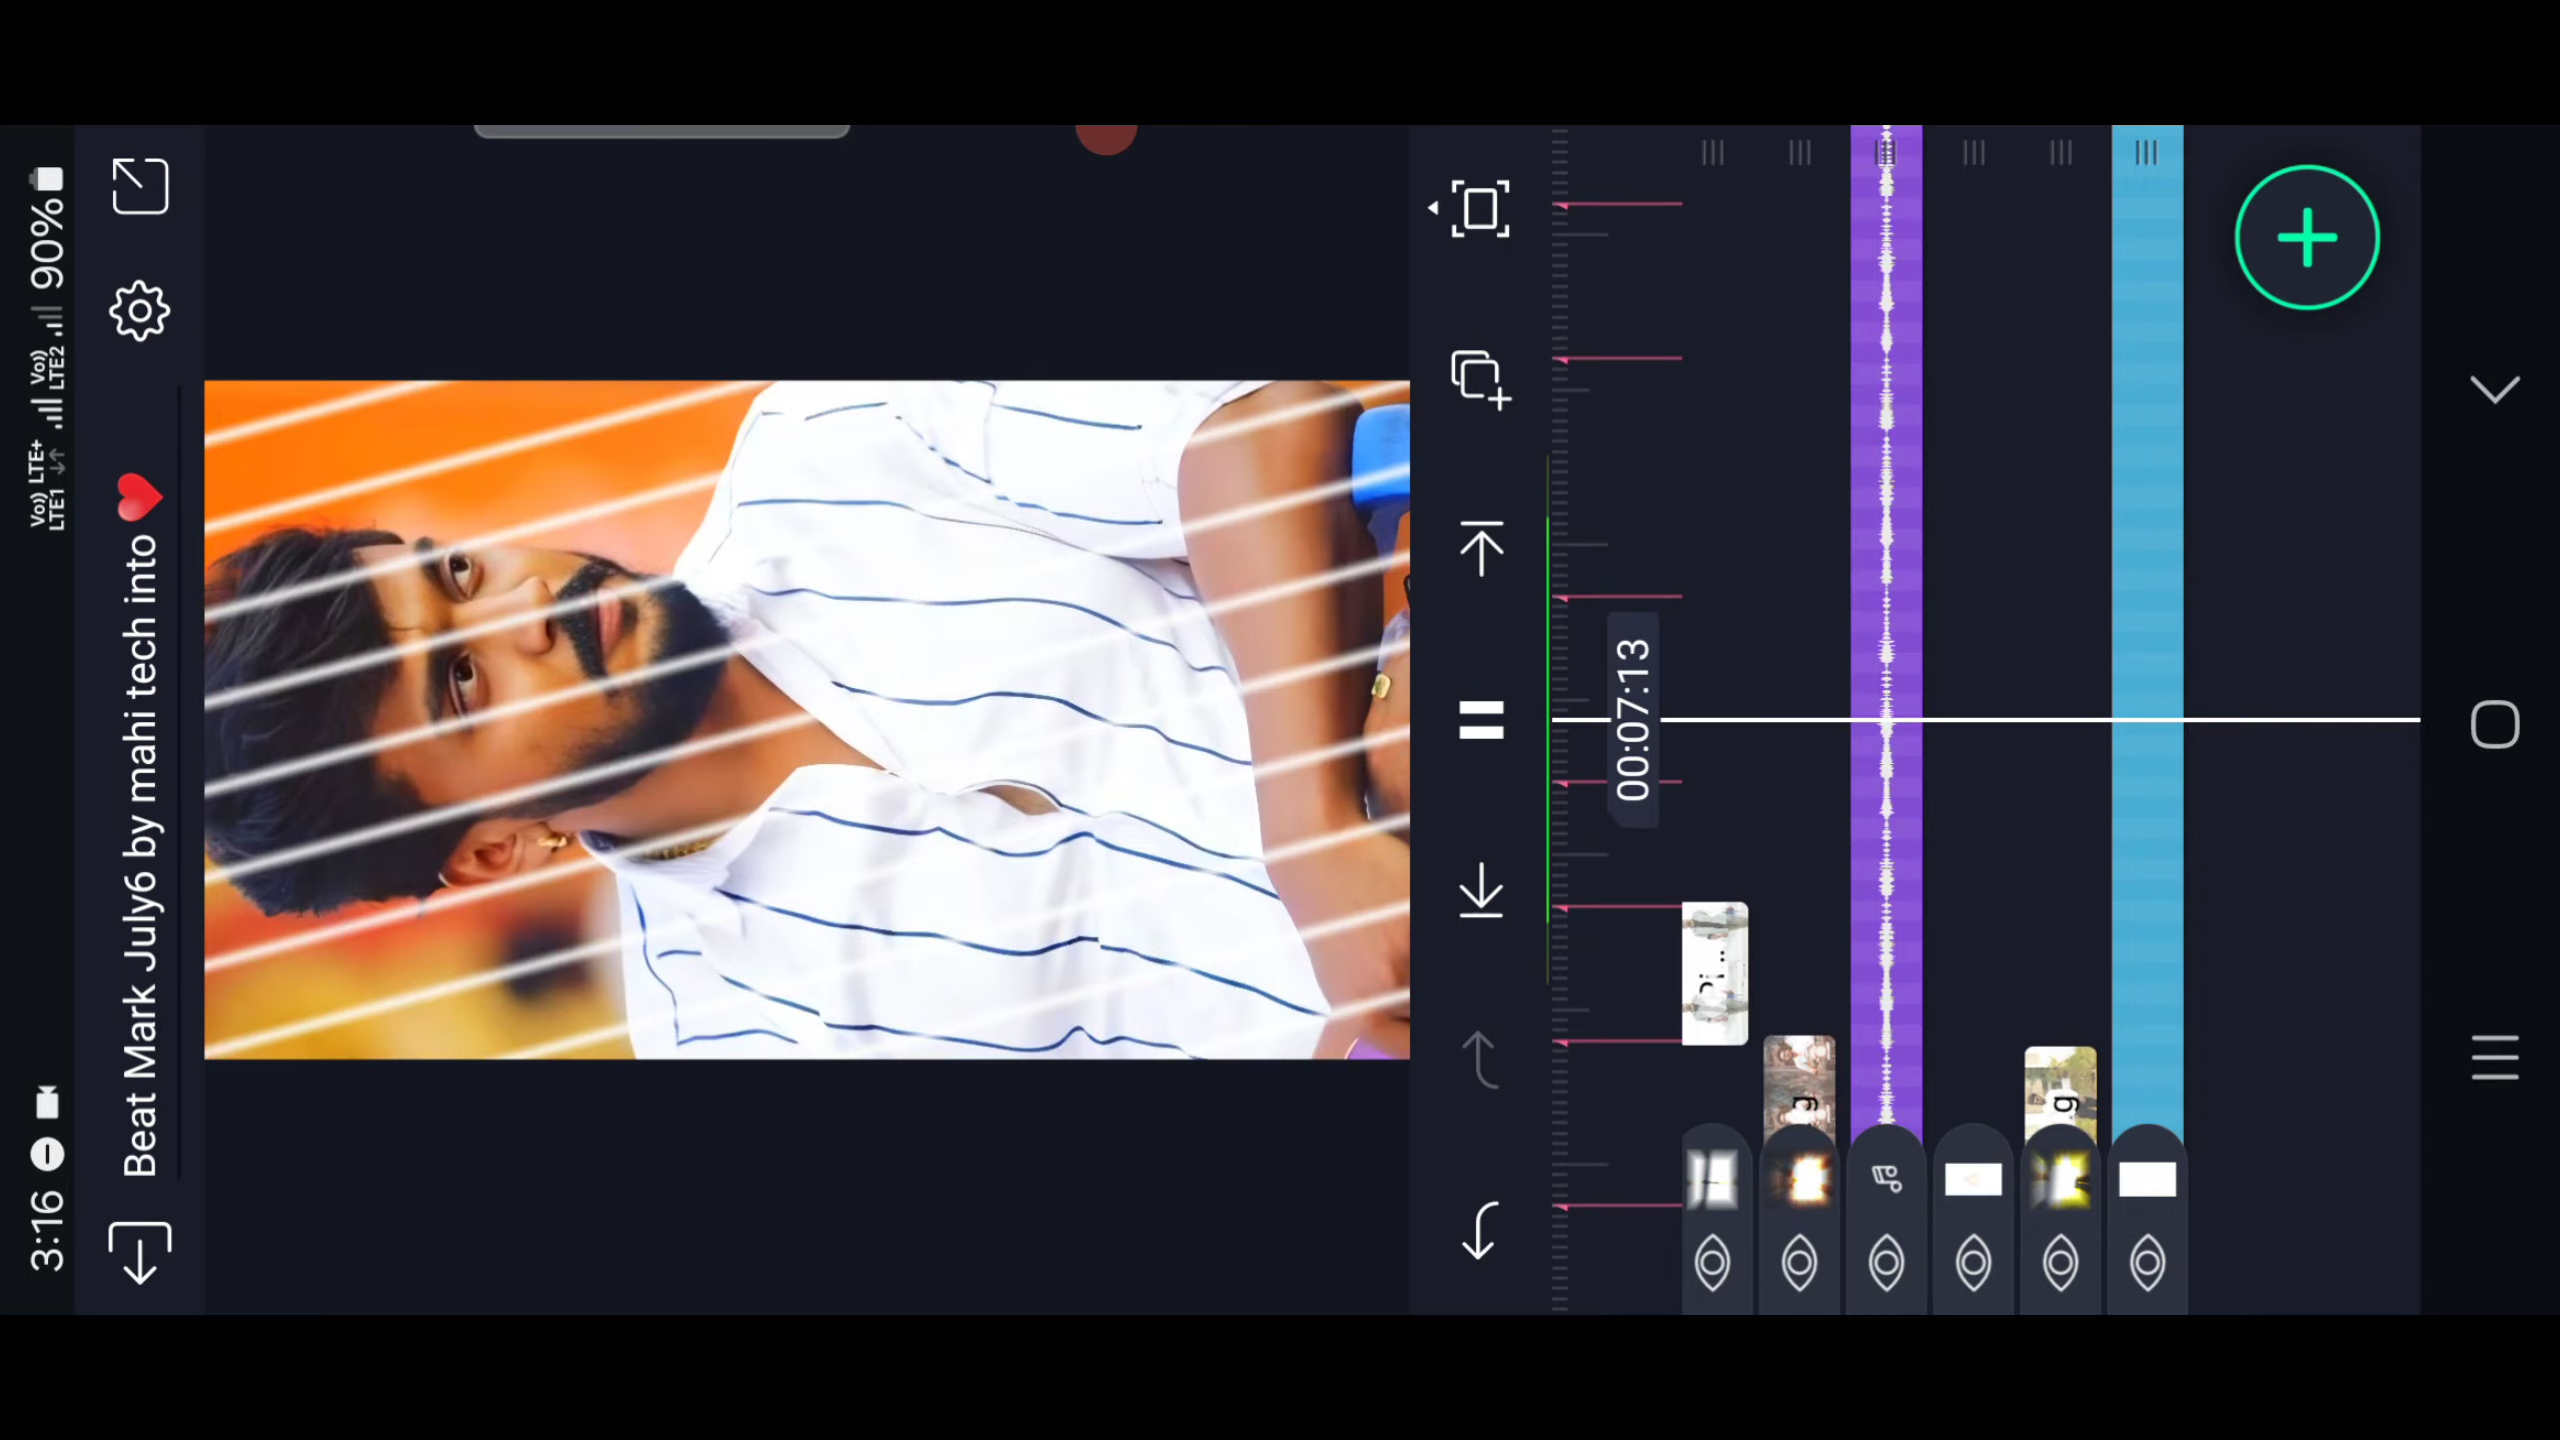 3:16
Vo)) LTE+
LTE1
Vo))
LTE2
90%
Beat Mark July6 by mahi tech into
00:07:13
g
g